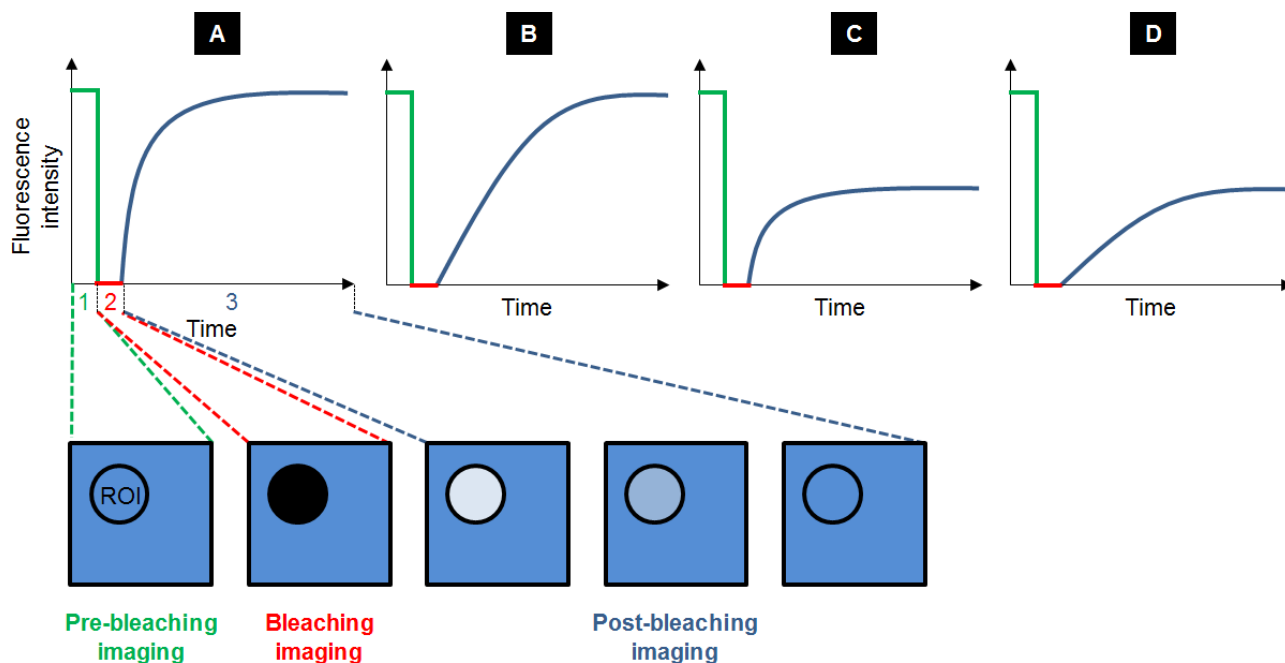 A
B
C
D
Fluorescence
intensity
1
2
3
Time
Time
Time
Time
ROI
Pre-bleaching
imaging
Bleaching
imaging
Post-bleaching
imaging